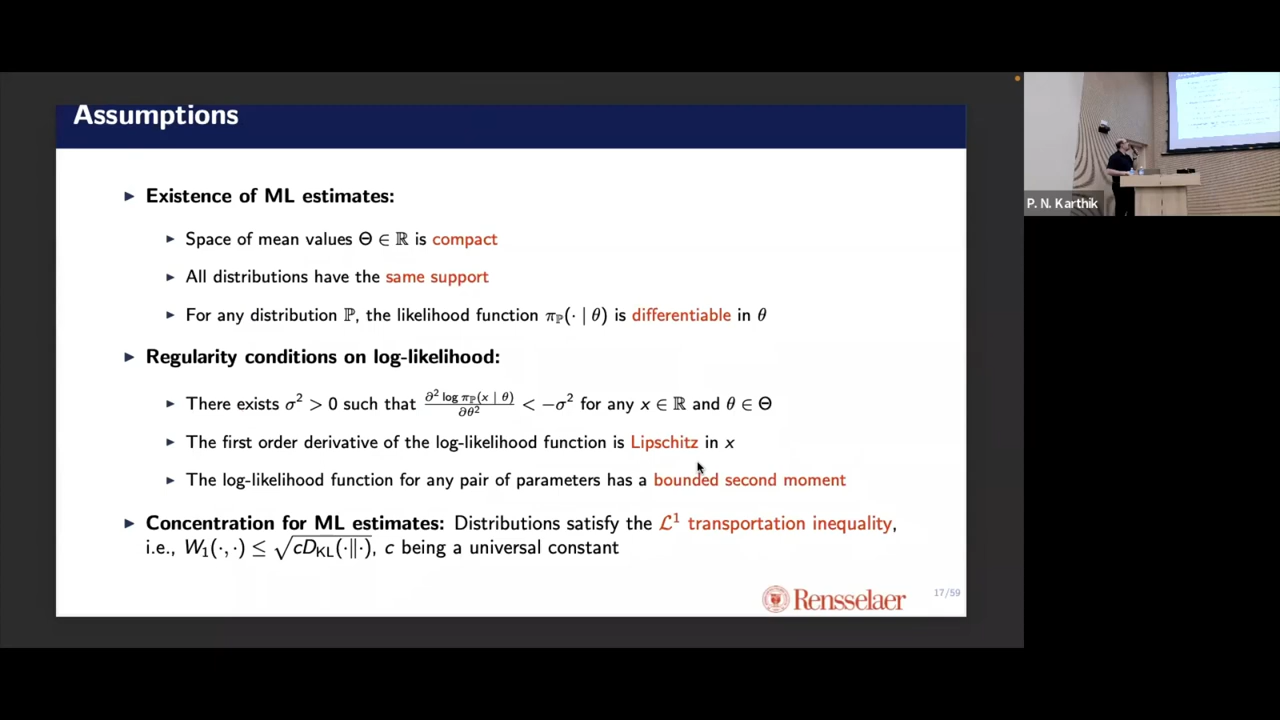 Assumptions
▶ Existence of ML estimates:
▶ Space of mean values Θ ∈ ℝ is compact
▶ All distributions have the same support
▶ For any distribution ℙ, the likelihood function π_ℙ(· | θ) is differentiable in θ
▶ Regularity conditions on log-likelihood:
▶ There exists σ² > 0 such that ∂² log π_ℙ(x | θ) / ∂θ² < −σ² for any x ∈ ℝ and θ ∈ Θ
▶ The first order derivative of the log-likelihood function is Lipschitz in x
▶ The log-likelihood function for any pair of parameters has a bounded second moment
▶ Concentration for ML estimates: Distributions satisfy the ℒ¹ transportation inequality,
i.e., W₁(·, ·) ≤ √(cD_KL(·‖·)), c being a universal constant
Rensselaer
17/59
P. N. Karthik